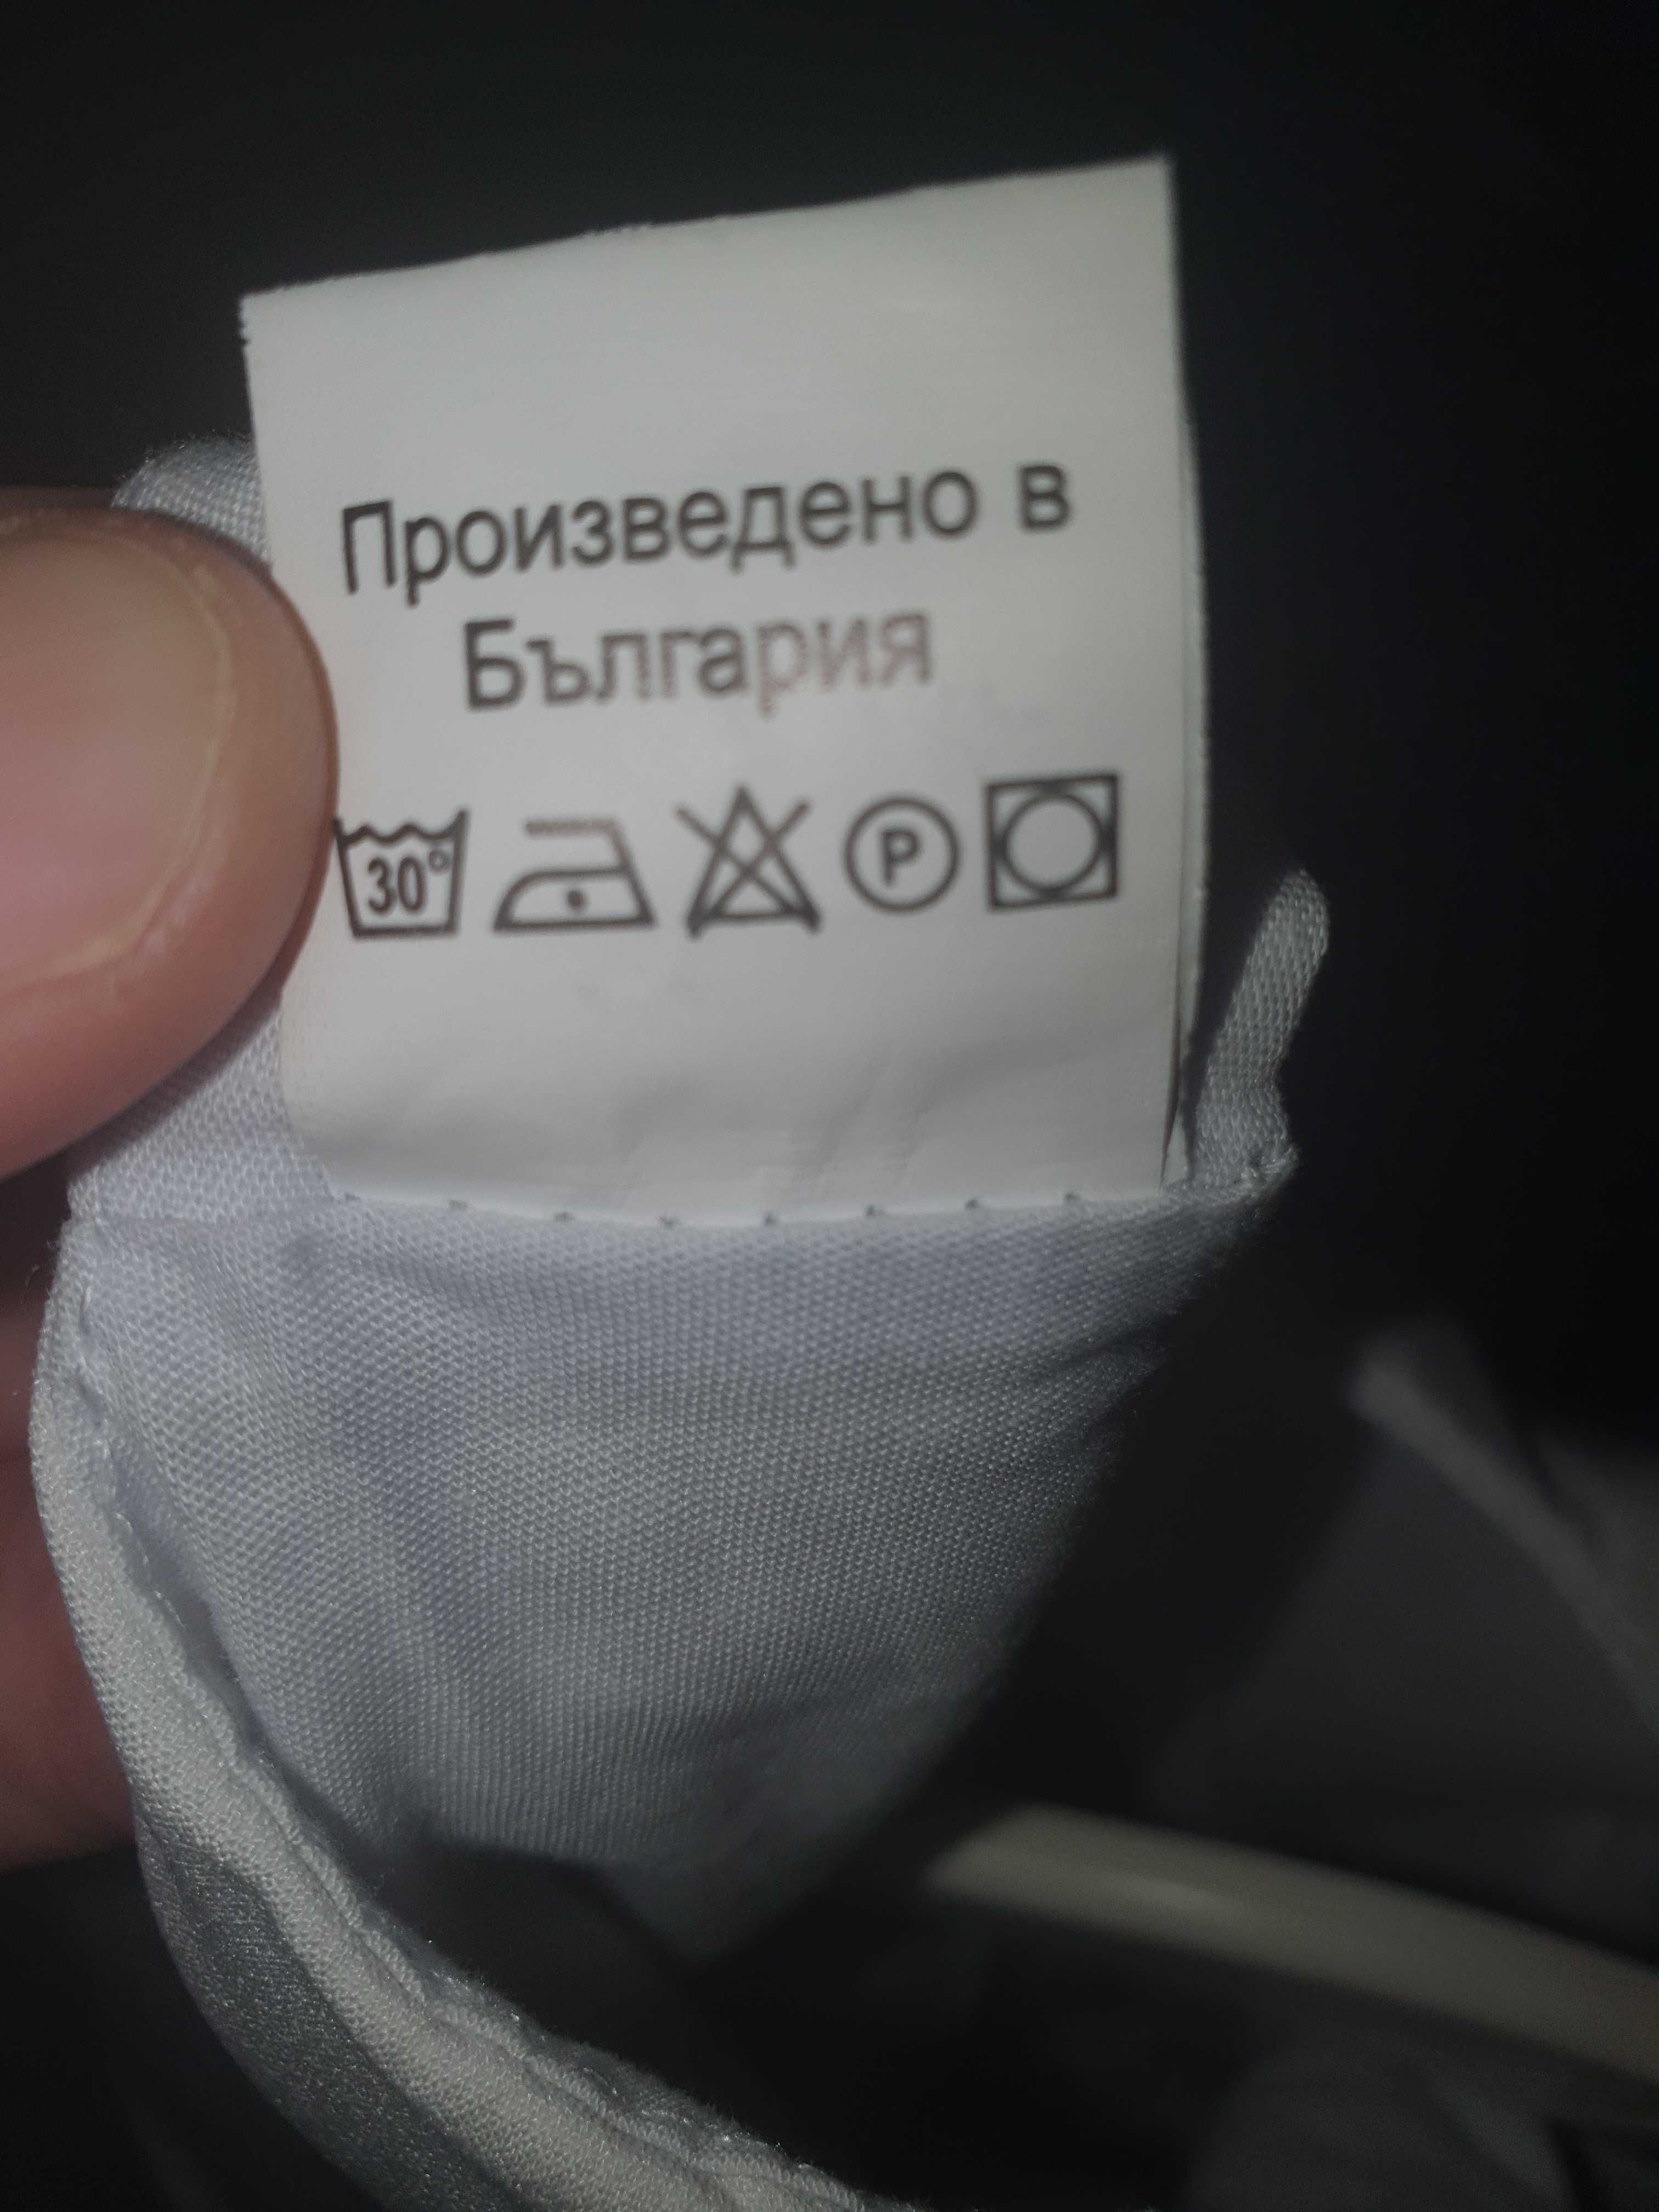 Произведено в
България
30°
P